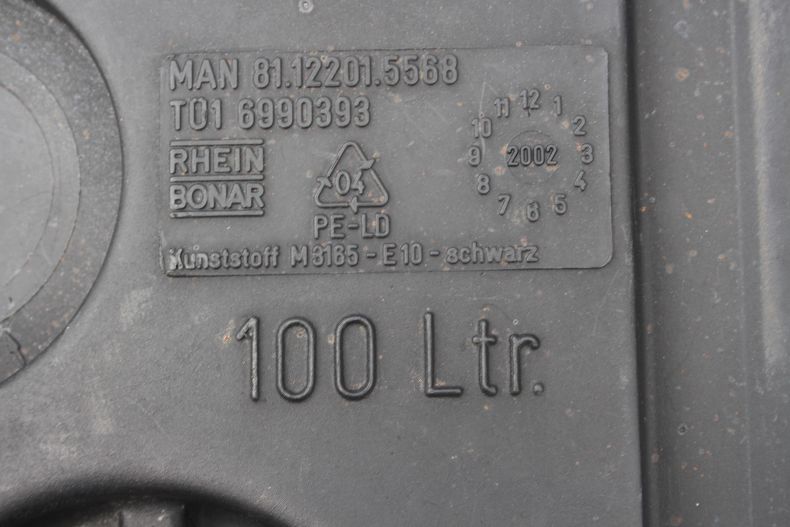 MAN 81.12201.5568
T01 6990393
RHEIN
BONAR
04
PE-LD
11 12 1
10 2
9 2002 3
8 4
7 6 5
Kunststoff M3165-E10-schwarz
100 Ltr.